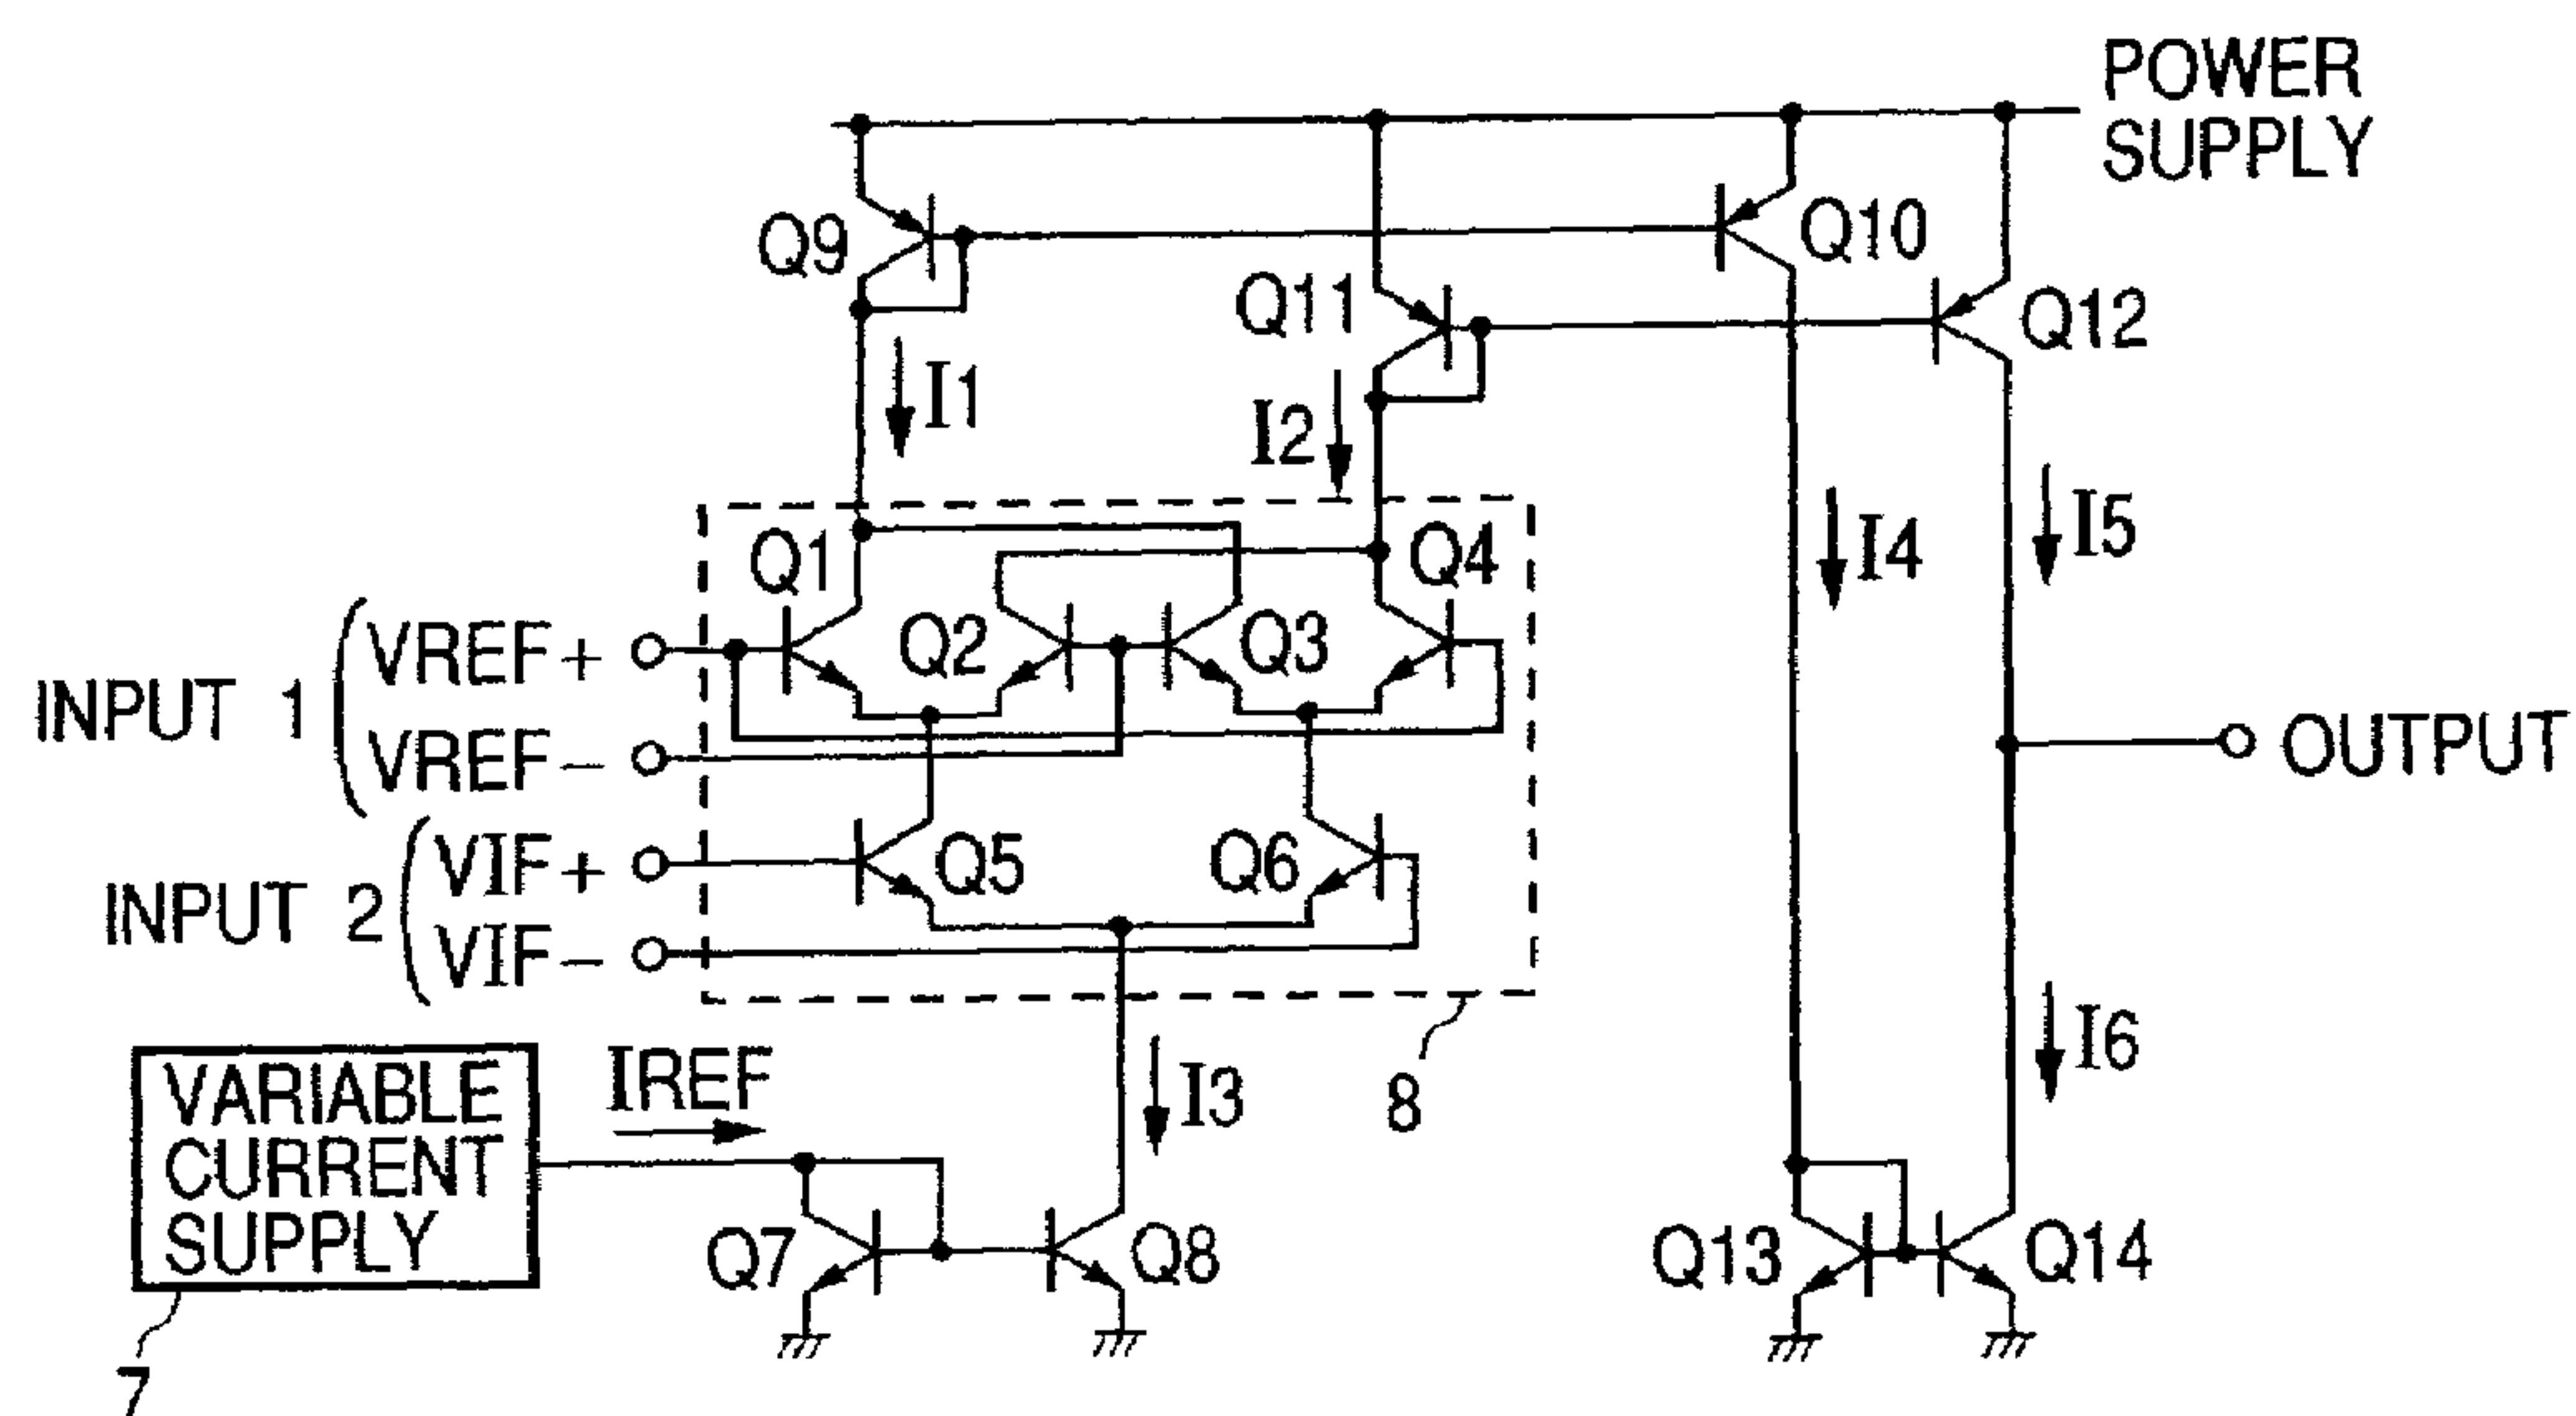 POWER
SUPPLY
Q9
Q10
Q11
Q12
I1
I2
I4
I5
Q1
Q4
Q2
Q3
INPUT 1
VREF+
VREF−
OUTPUT
INPUT 2
VIF+
VIF−
Q5
Q6
VARIABLE
CURRENT
SUPPLY
IREF
I3
8
I6
Q7
Q8
Q13
Q14
7